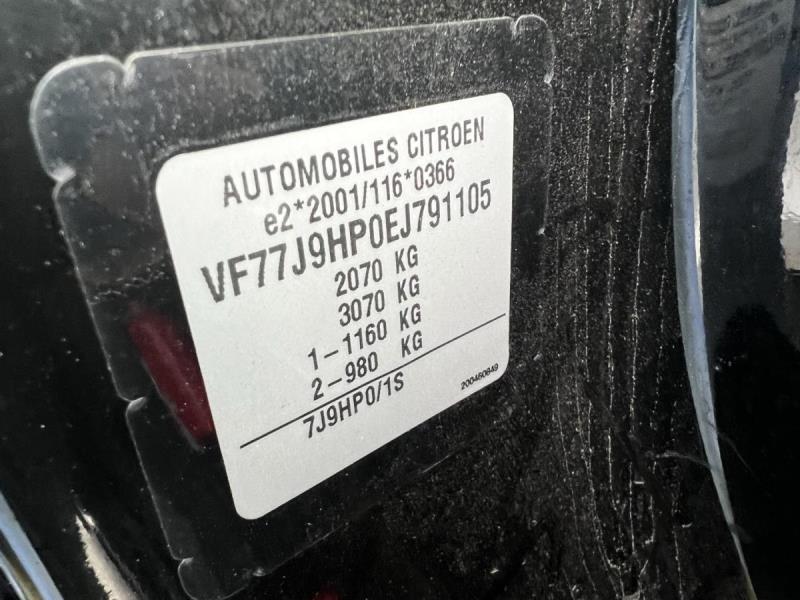 AUTOMOBILES CITROEN
e2*2001/116*0366
VF77J9HP0EJ791105
2070 KG
3070 KG
1-1160 KG
2-980 KG
7J9HP0/1S
200460649